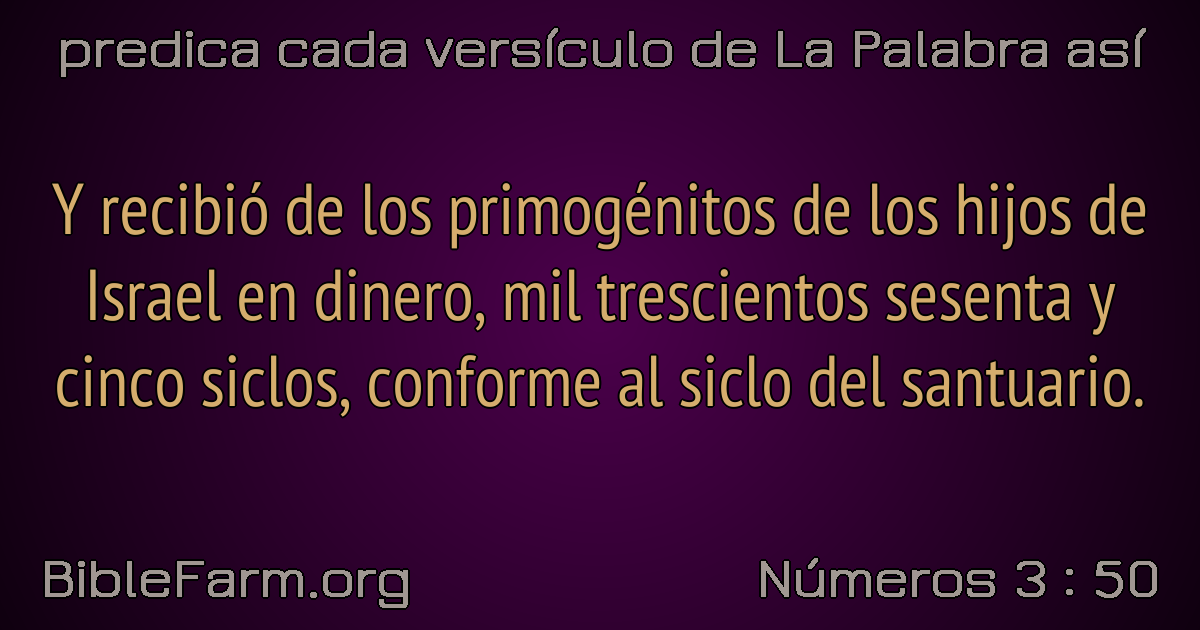 predica cada versículo de La Palabra así
Y recibió de los primogénitos de los hijos de
Israel en dinero, mil trescientos sesenta y
cinco siclos, conforme al siclo del santuario.
BibleFarm.org
Números 3 : 50